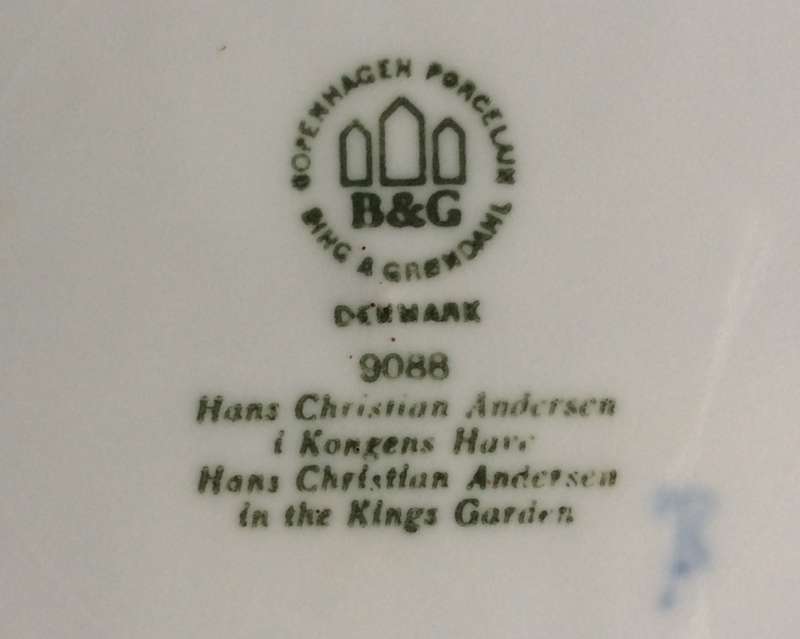 COPENHAGEN PORCELAIN
B&G
BING & GRØNDAHL
DENMARK
9088
Hans Christian Andersen
i Kongens Have
Hans Christian Andersen
in the Kings Garden